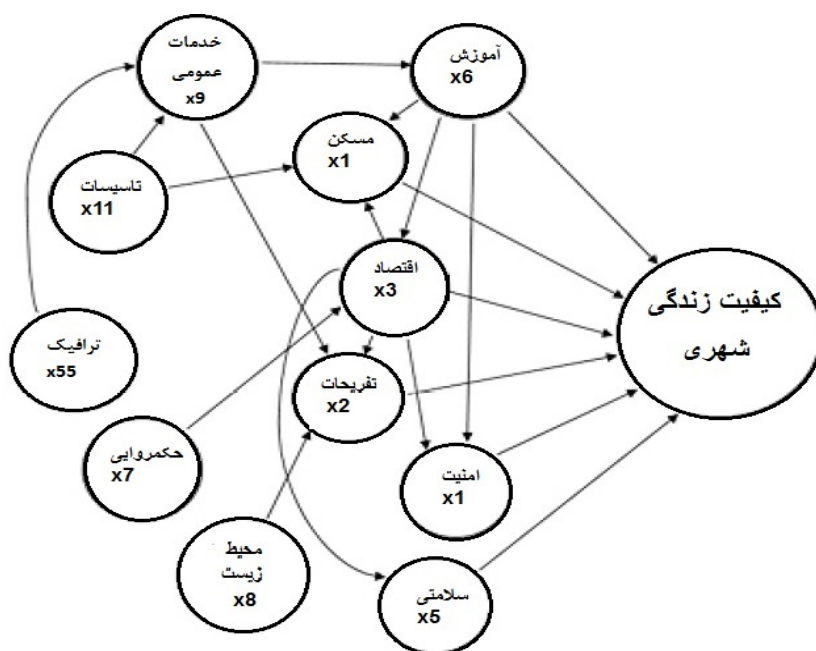 خدمات
عمومی
x9
آموزش
x6
مسکن
x1
تاسیسات
x11
اقتصاد
x3
کیفیت زندگی
شهری
ترافیک
x55
تفریحات
x2
حکمروایی
x7
امنیت
x1
محیط
زیست
x8
سلامتی
x5